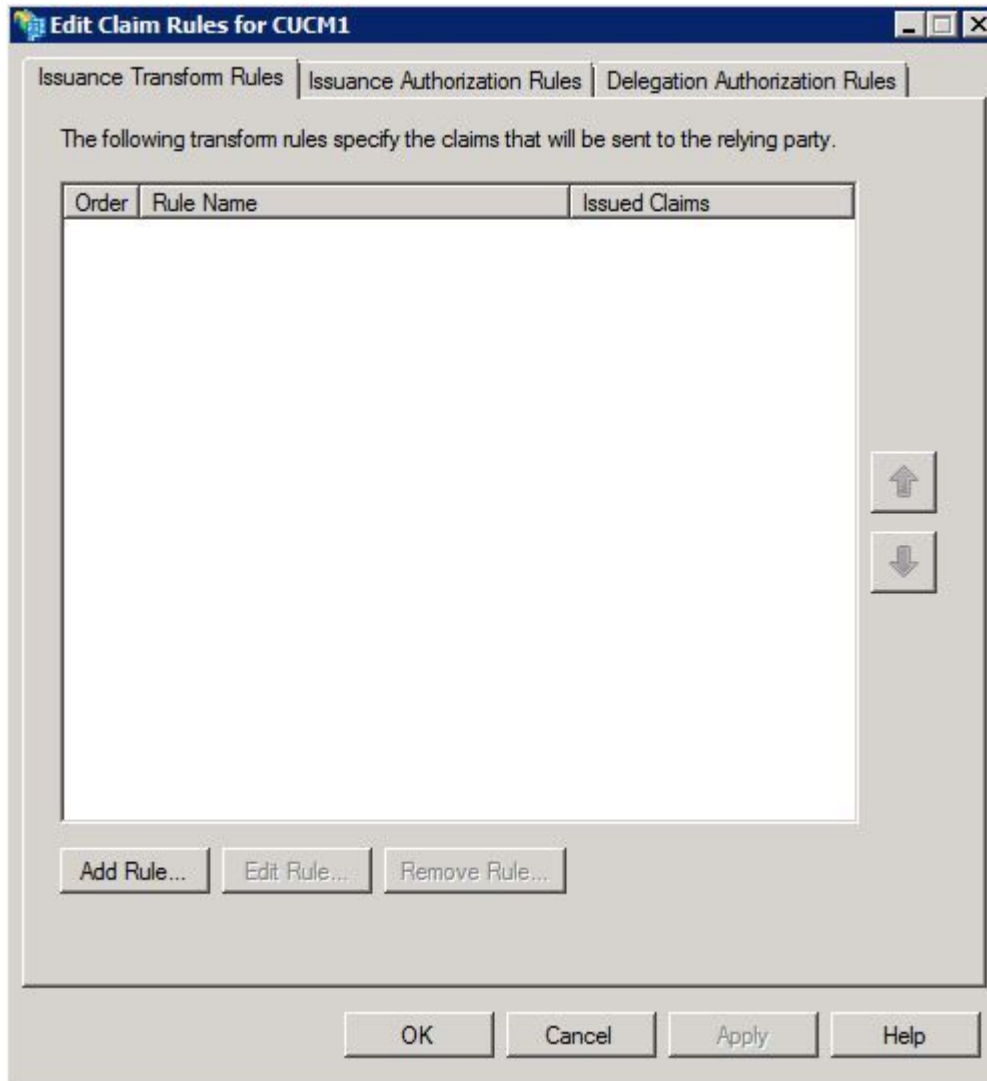 Edit Claim Rules for CUCM1
Issuance Transform Rules Issuance Authorization Rules Delegation Authorization Rules
The following transform rules specify the claims that will be sent to the relying party.
Order Rule Name Issued Claims
Add Rule... Edit Rule... Remove Rule...
OK Cancel Apply Help